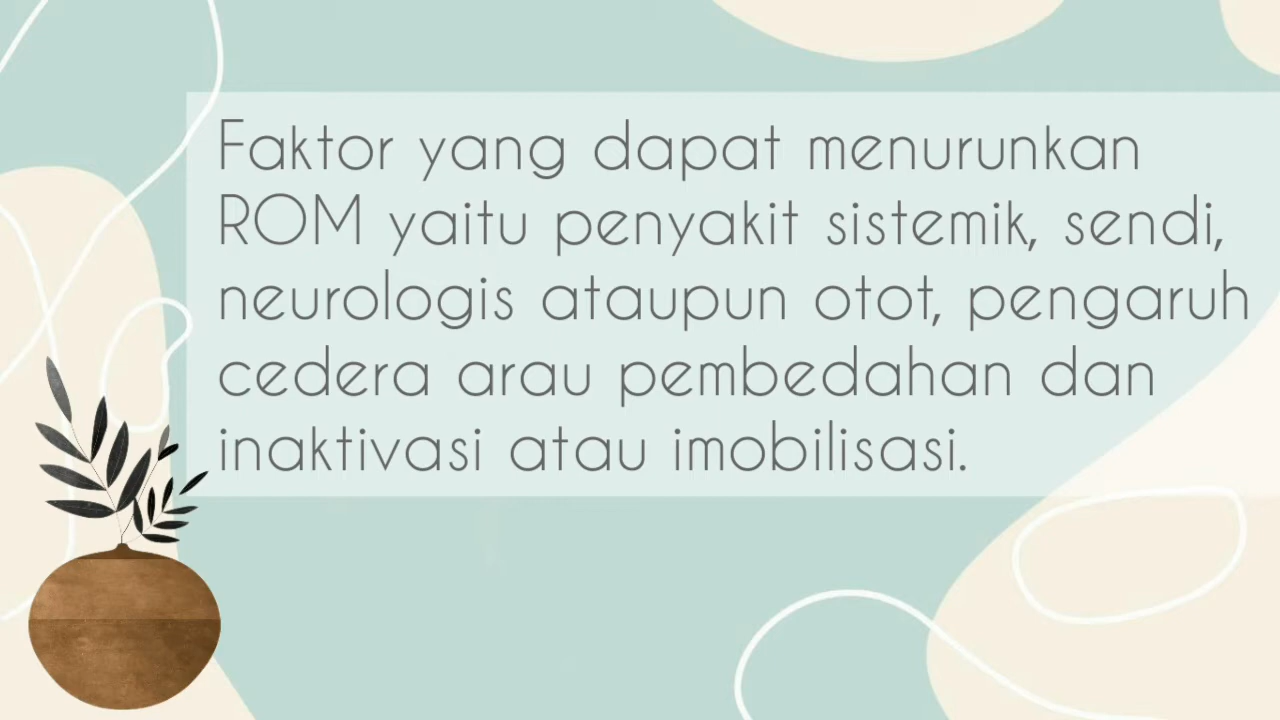 Faktor yang dapat menurunkan
ROM yaitu penyakit sistemik, sendi,
neurologis ataupun otot, pengaruh
cedera arau pembedahan dan
inaktivasi atau imobilisasi.